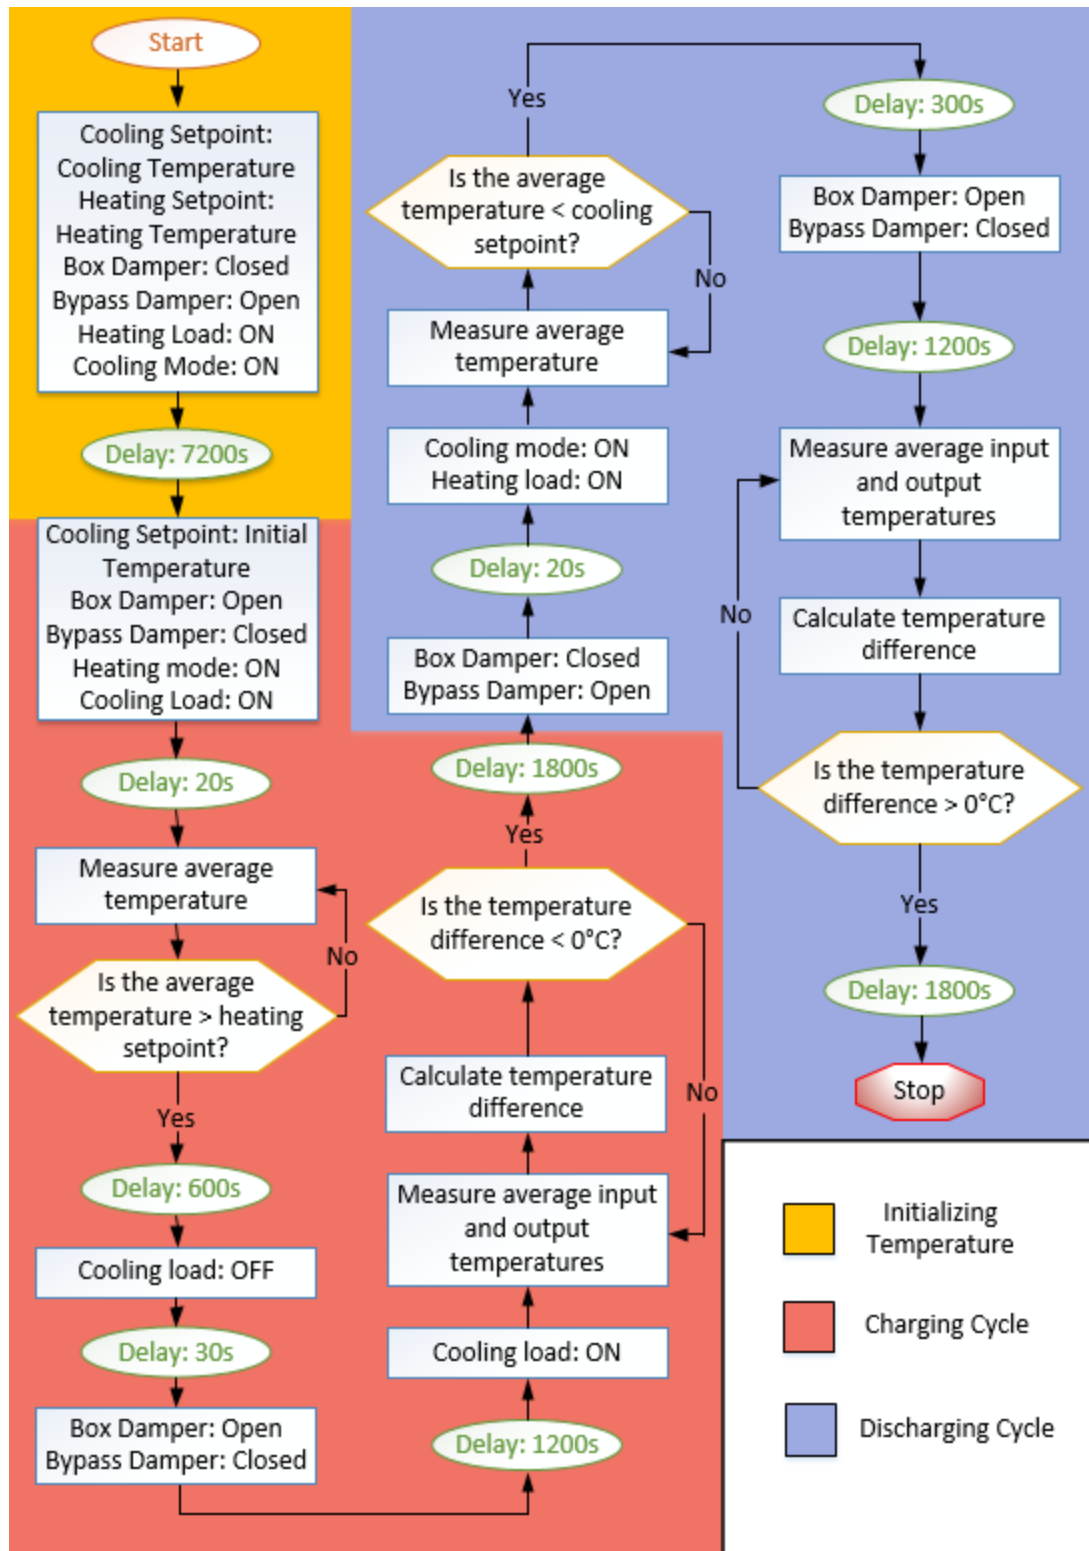 Start
Cooling Setpoint:
Cooling Temperature
Heating Setpoint:
Heating Temperature
Box Damper: Closed
Bypass Damper: Open
Heating Load: ON
Cooling Mode: ON
Delay: 7200s
Cooling Setpoint: Initial
Temperature
Box Damper: Open
Bypass Damper: Closed
Heating mode: ON
Cooling Load: ON
Delay: 20s
Measure average
temperature
Is the average
temperature > heating
setpoint?
No
Yes
Delay: 600s
Cooling load: OFF
Delay: 30s
Box Damper: Open
Bypass Damper: Closed
Delay: 1200s
Cooling load: ON
Measure average input
and output
temperatures
Calculate temperature
difference
Is the temperature
difference < 0°C?
No
Yes
Delay: 1800s
Box Damper: Closed
Bypass Damper: Open
Delay: 20s
Cooling mode: ON
Heating load: ON
Measure average
temperature
Is the average
temperature < cooling
setpoint?
No
Yes
Delay: 300s
Box Damper: Open
Bypass Damper: Closed
Delay: 1200s
Measure average input
and output
temperatures
Calculate temperature
difference
Is the temperature
difference > 0°C?
No
Yes
Delay: 1800s
Stop
Initializing
Temperature
Charging Cycle
Discharging Cycle